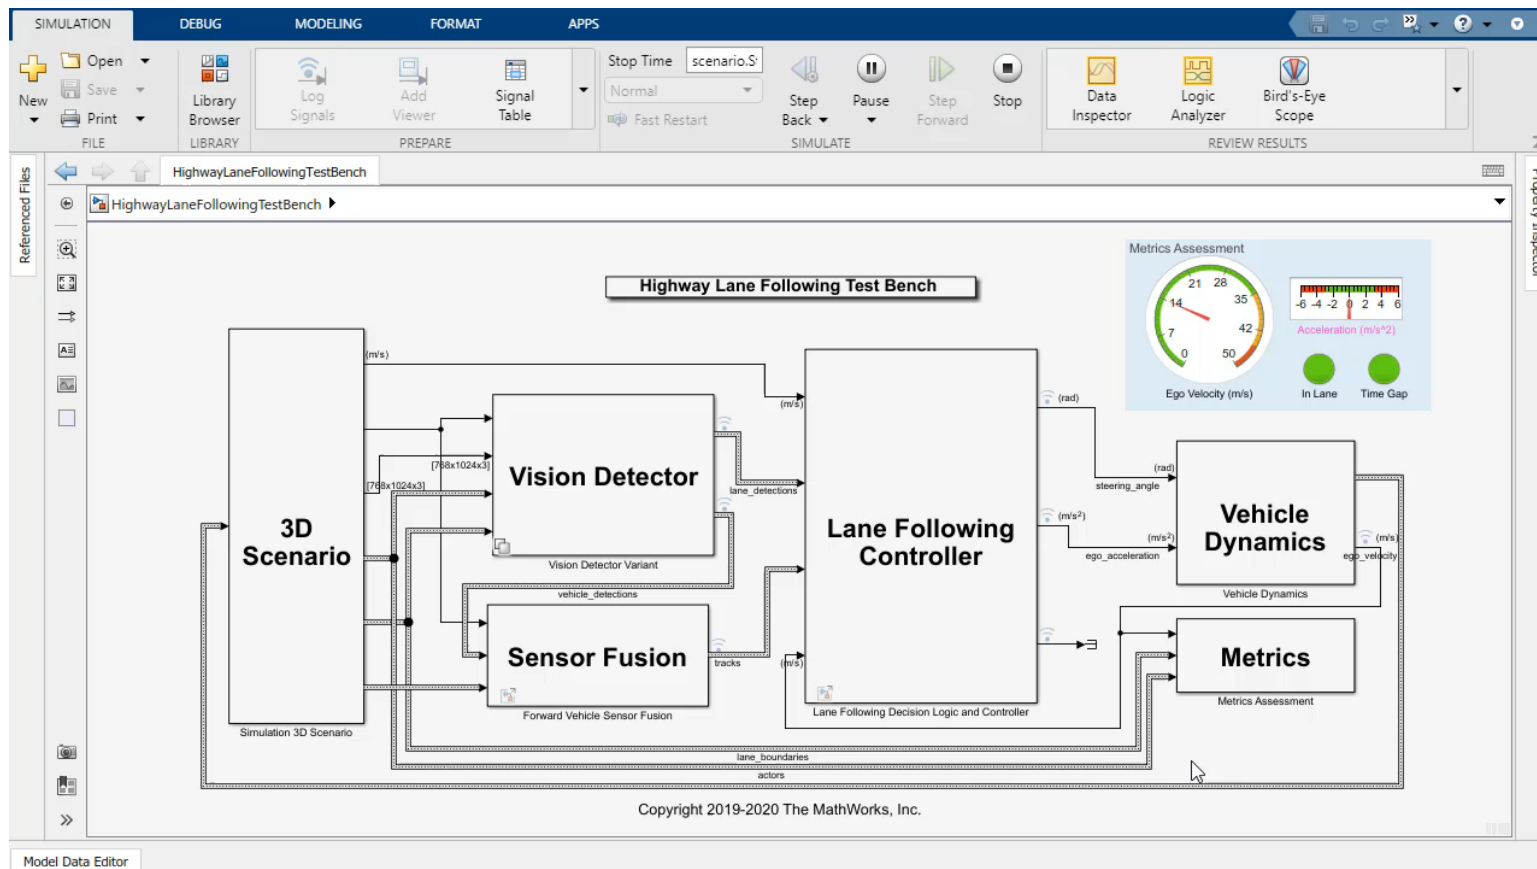 SIMULATION
DEBUG
MODELING
FORMAT
APPS
New
Open
Save
Print
FILE
Library
Browser
LIBRARY
Log
Signals
Add
Viewer
Signal
Table
PREPARE
Stop Time
scenario.S
Normal
Fast Restart
Step
Back
Pause
Step
Forward
Stop
SIMULATE
Data
Inspector
Logic
Analyzer
Bird's-Eye
Scope
REVIEW RESULTS
Referenced Files
HighwayLaneFollowingTestBench
HighwayLaneFollowingTestBench
Property Inspector
Highway Lane Following Test Bench
Metrics Assessment
0
7
14
21
28
35
42
50
Ego Velocity (m/s)
-6 -4 -2 0 2 4 6
Acceleration (m/s^2)
In Lane
Time Gap
3D
Scenario
Simulation 3D Scenario
(m/s)
[768x1024x3]
[768x1024x3]
Vision Detector
Vision Detector Variant
lane_detections
vehicle_detections
Sensor Fusion
Forward Vehicle Sensor Fusion
tracks
(m/s)
(m/s)
Lane Following
Controller
Lane Following Decision Logic and Controller
(rad)
(rad)
steering_angle
(m/s²)
(m/s²)
ego_acceleration
Vehicle
Dynamics
Vehicle Dynamics
(m/s)
ego_velocity
Metrics
Metrics Assessment
lane_boundaries
actors
Copyright 2019-2020 The MathWorks, Inc.
Model Data Editor